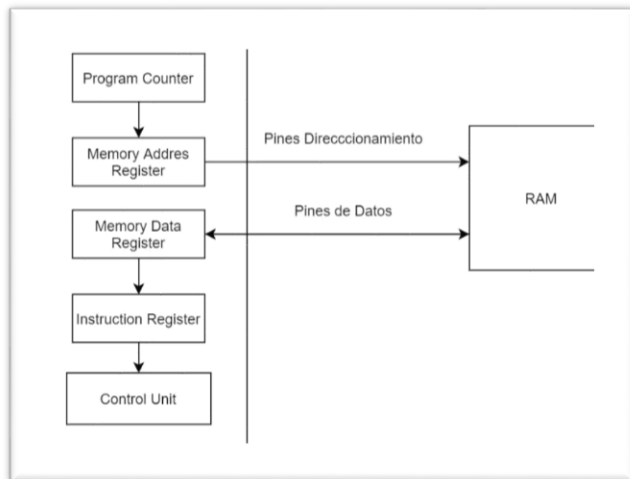 Program Counter
Memory Addres
Register
Pines Direcccionamiento
RAM
Pines de Datos
Memory Data
Register
Instruction Register
Control Unit